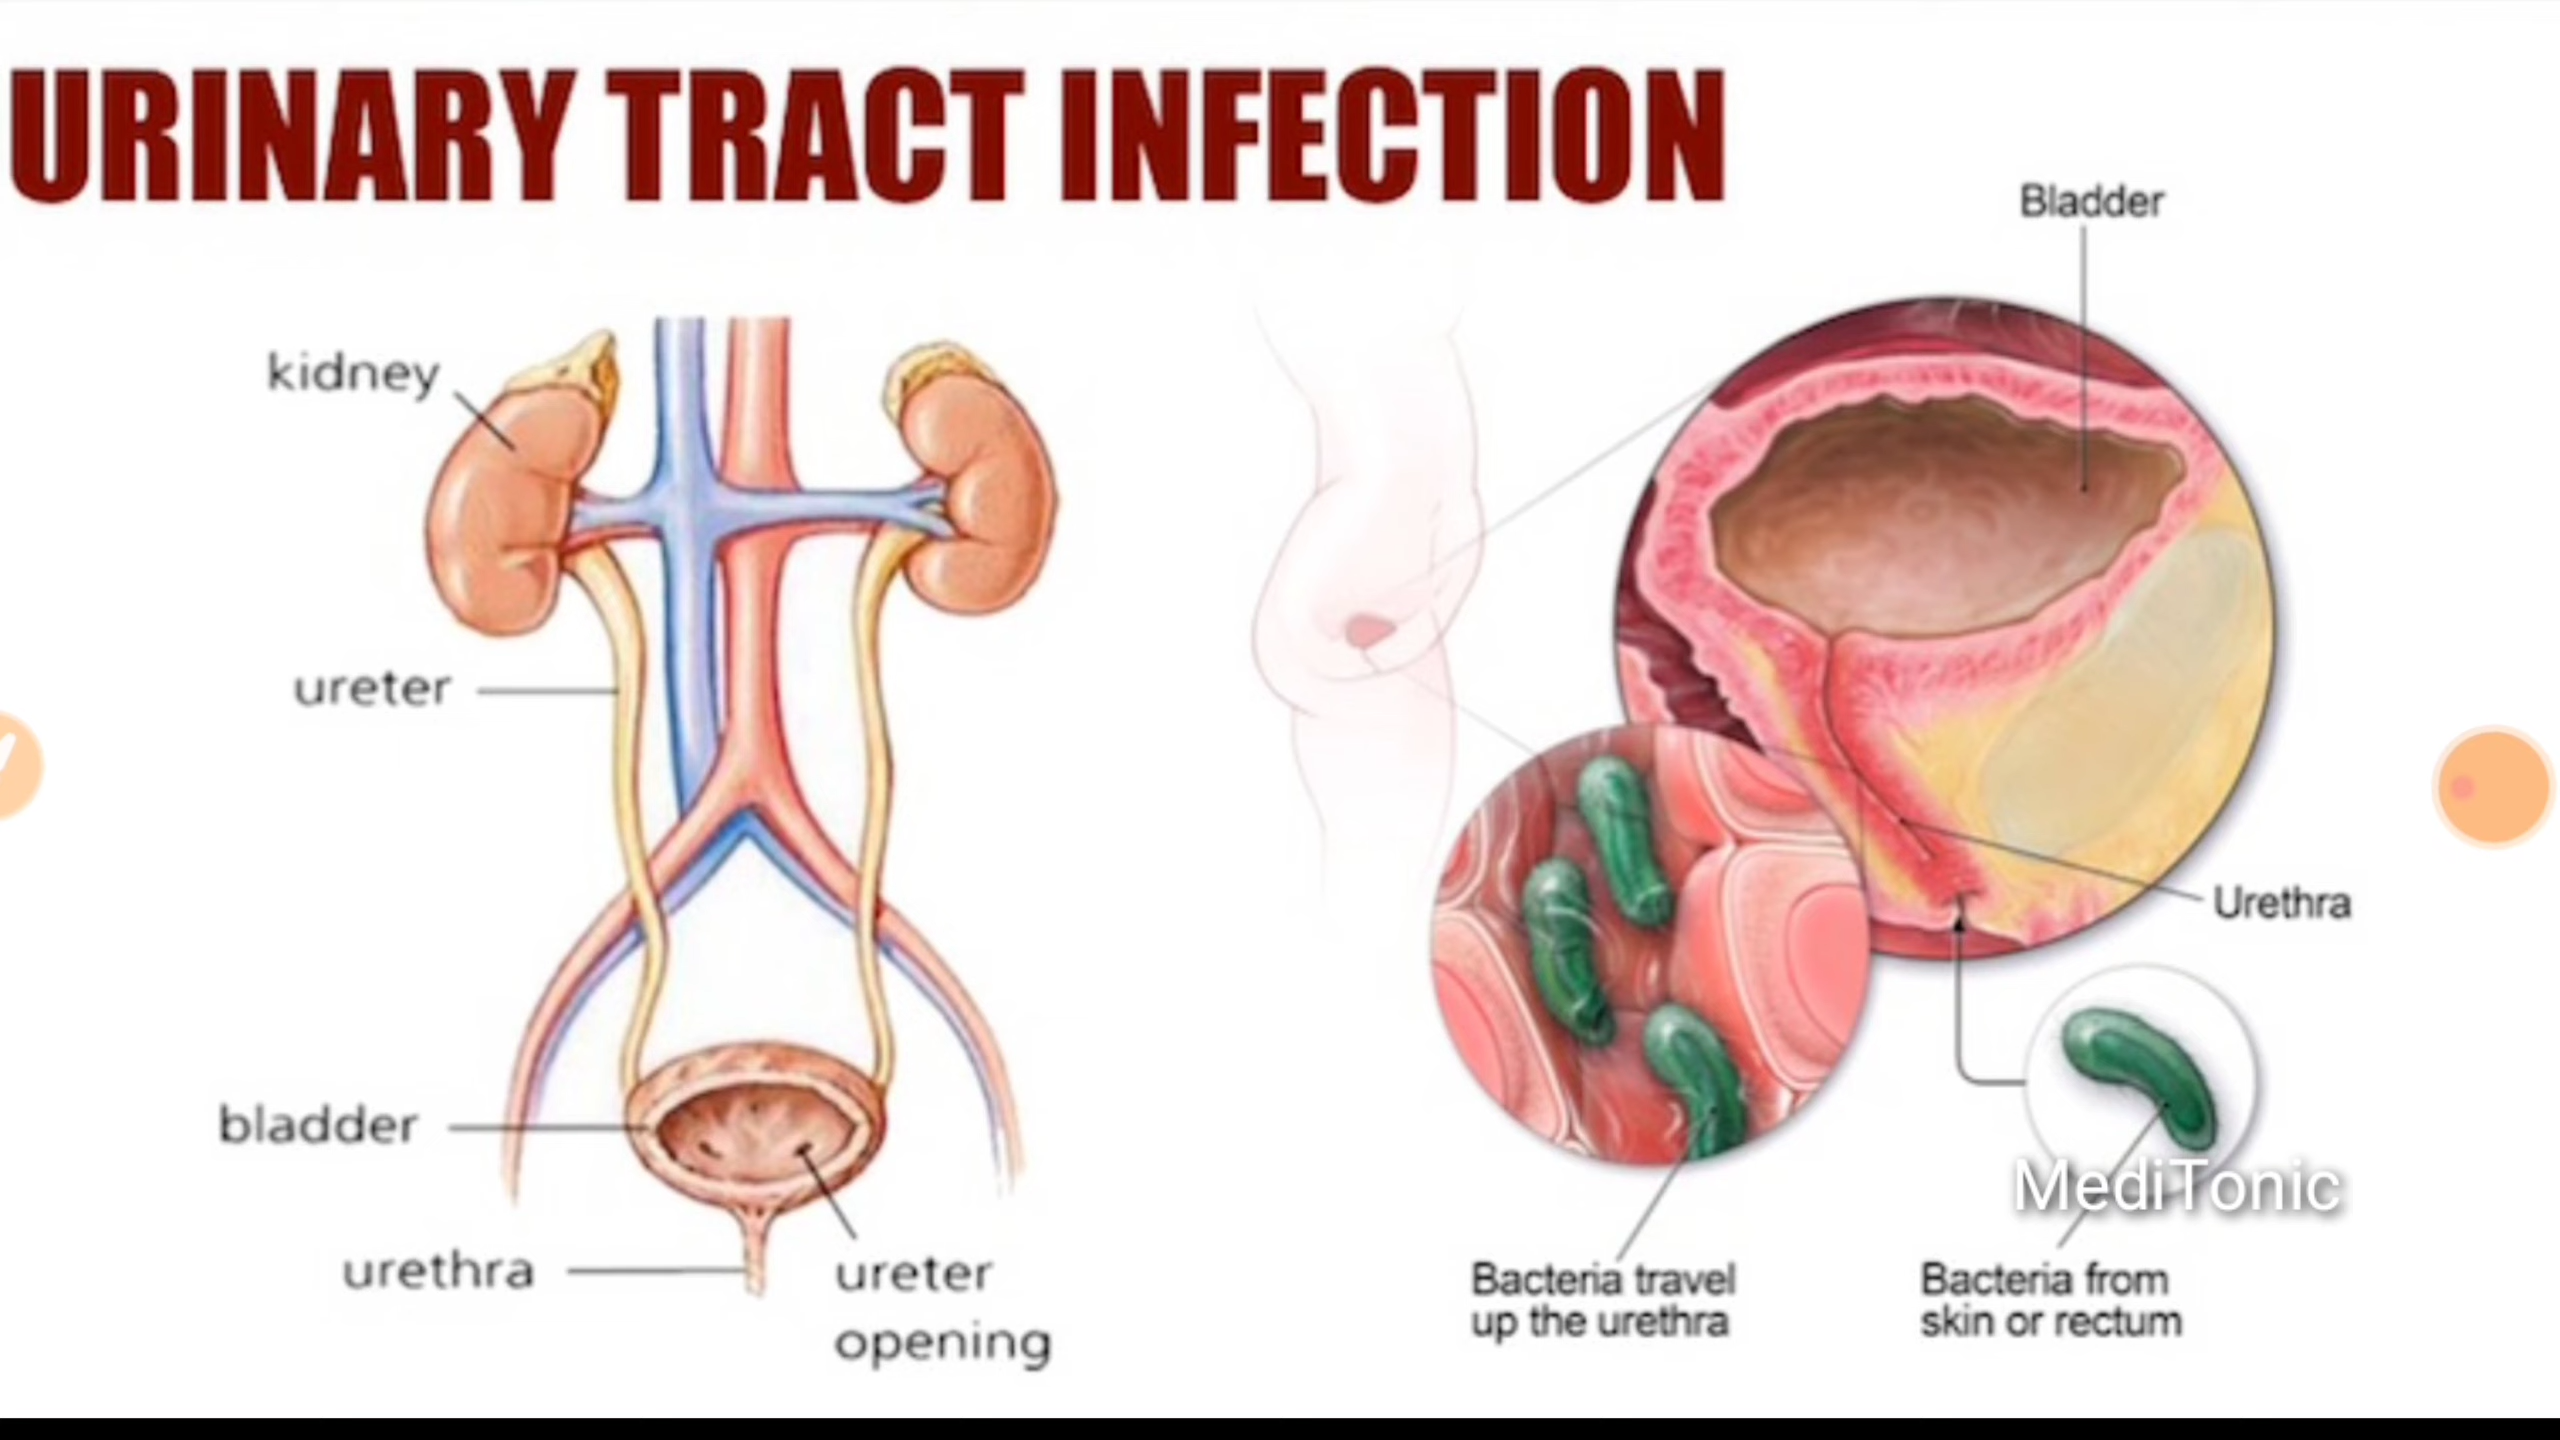 URINARY TRACT INFECTION
kidney
ureter
bladder
urethra
ureter
opening
Bladder
Urethra
MediTonic
Bacteria travel
up the urethra
Bacteria from
skin or rectum